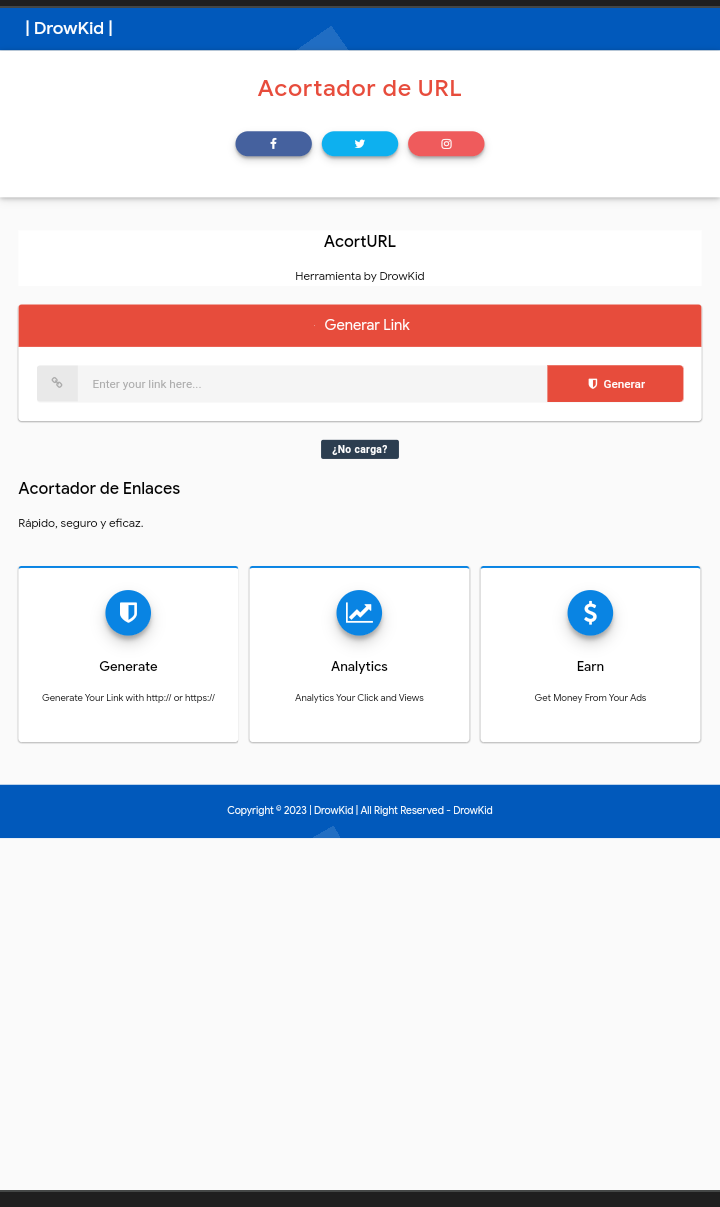 | DrowKid |
Acortador de URL
AcortURL
Herramienta by DrowKid
Generar Link
Enter your link here...
Generar
¿No carga?
Acortador de Enlaces
Rápido, seguro y eficaz.
Generate
Generate Your Link with http:// or https://
Analytics
Analytics Your Click and Views
Earn
Get Money From Your Ads
Copyright © 2023 | DrowKid | All Right Reserved - DrowKid